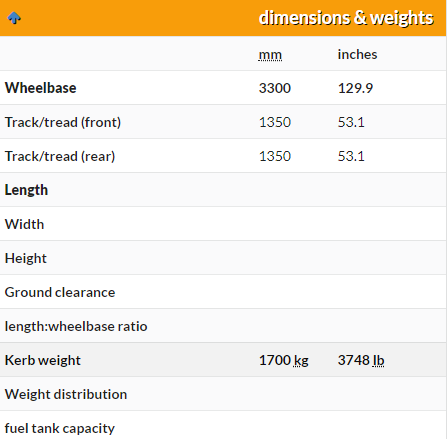 dimensions & weights
mm inches
Wheelbase 3300 129.9
Track/tread (front) 1350 53.1
Track/tread (rear) 1350 53.1
Length
Width
Height
Ground clearance
length:wheelbase ratio
Kerb weight 1700 kg 3748 lb
Weight distribution
fuel tank capacity